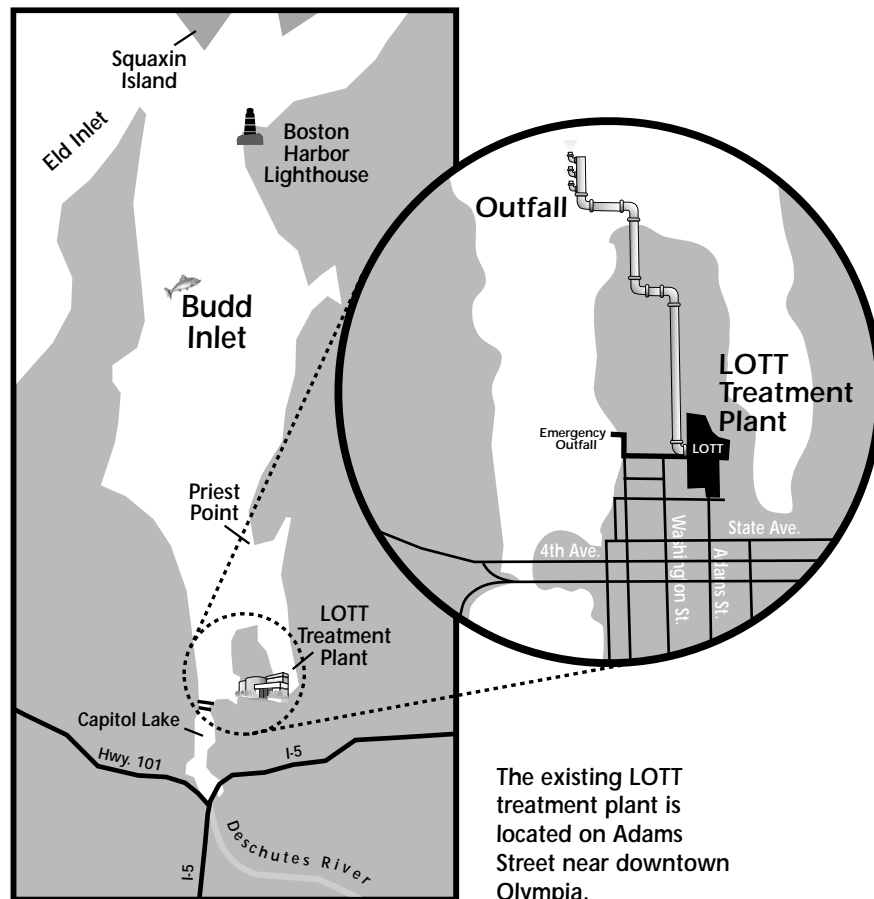 Squaxin
Island
Eld Inlet
Boston
Harbor
Lighthouse
Outfall
Budd
Inlet
LOTT
Treatment
Plant
LOTT
Emergency
Outfall
Priest
Point
State Ave.
4th Ave.
Washington St.
Adams St.
LOTT
Treatment
Plant
Capitol Lake
Hwy. 101
I-5
I-5
Deschutes River
The existing LOTT
treatment plant is
located on Adams
Street near downtown
Olympia.